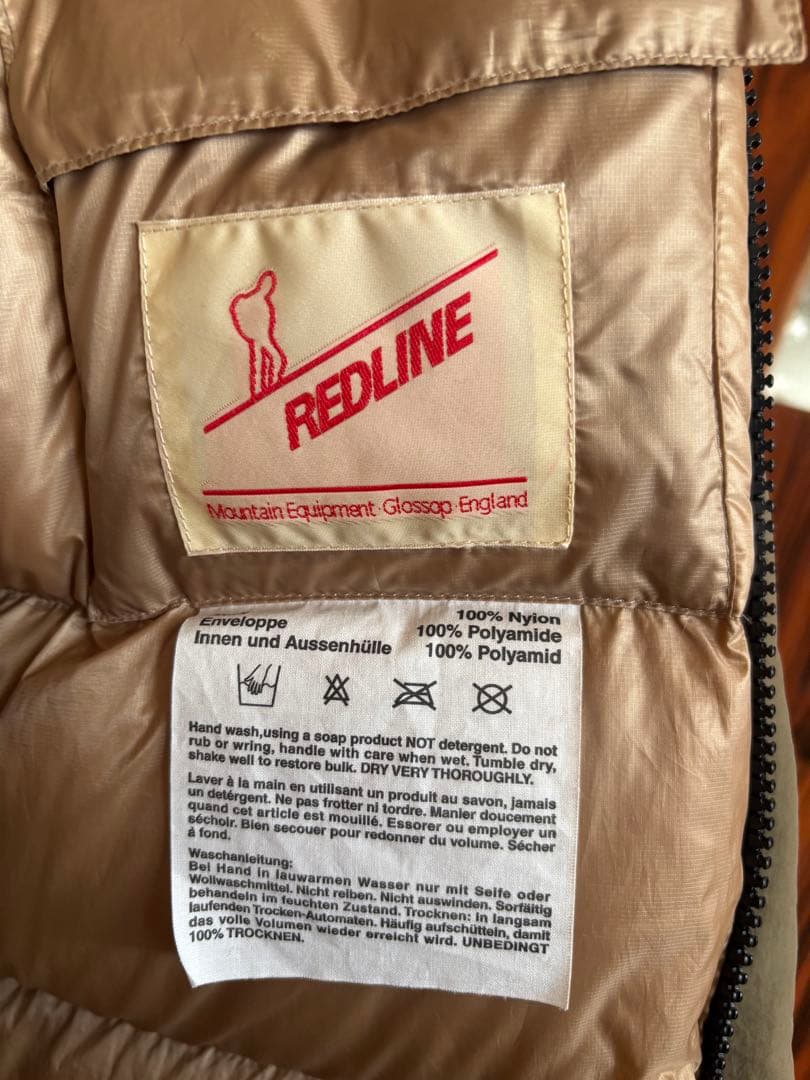 REDLINE
Mountain Equipment·Glossop·England
100% Nylon
Enveloppe 100% Polyamide
Innen und Aussenhülle 100% Polyamid
Hand wash,using a soap product NOT detergent. Do not
rub or wring, handle with care when wet. Tumble dry,
shake well to restore bulk. DRY VERY THOROUGHLY.
Laver à la main en utilisant un produit au savon, jamais
un detérgent. Ne pas frotter ni tordre. Manier doucement
quand cet article est mouillé. Essorer ou employer un
séchoir. Bien secouer pour redonner du volume. Sécher
à fond.
Waschanleitung:
Bei Hand in lauwarmen Wasser nur mit Seife oder
Wollwaschmittel. Nicht reiben. Nicht auswinden. Sorfältig
behandeln im feuchten Zustand. Trocknen: In langsam
laufenden Trocken-Automaten. Häufig aufschütteln, damit
das volle Volumen wieder erreicht wird. UNBEDINGT
100% TROCKNEN.